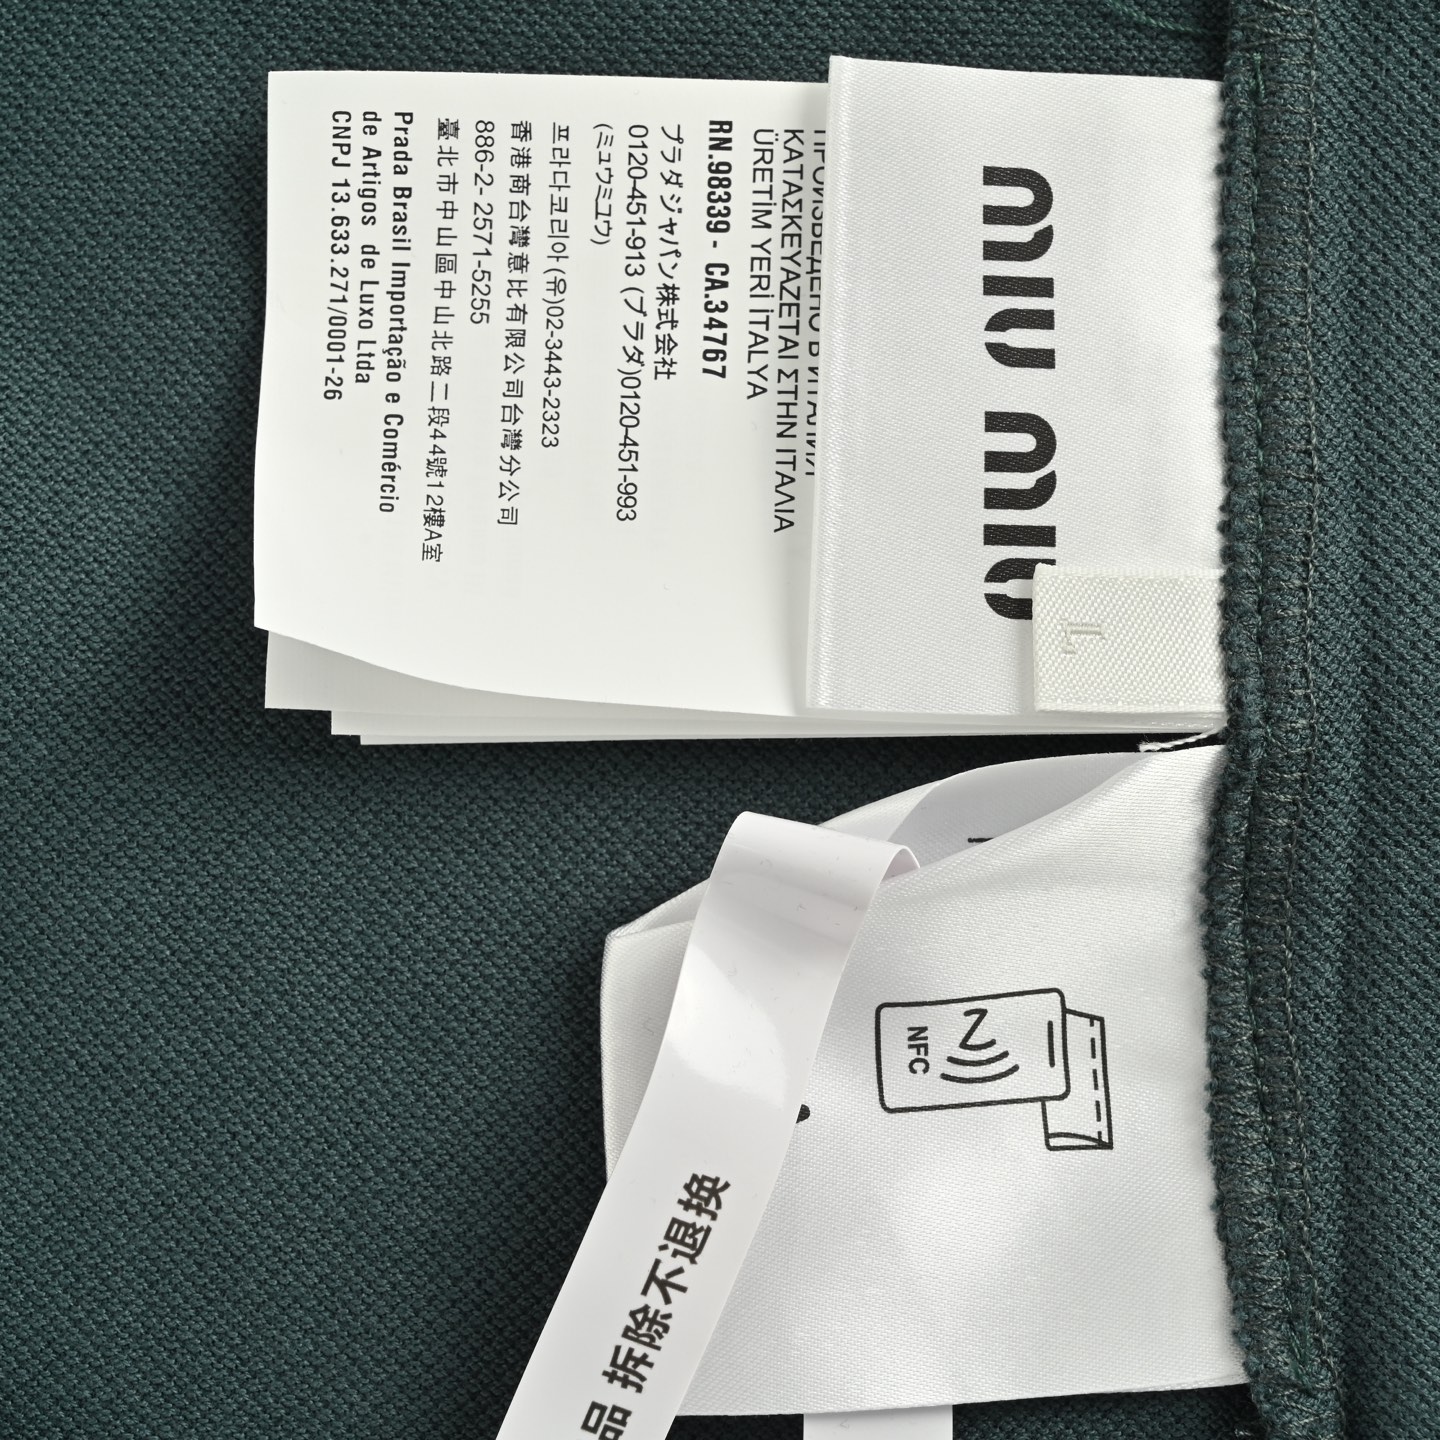 miu miu
L
ПРОИЗВЕДЕНО В ИТАЛИИ
ΚΑΤΑΣΚΕΥΑΖΕΤΑΙ ΣΤΗΝ ΙΤΑΛΙΑ
ÜRETİM YERİ İTALYA
RN.98339 - CA.34767
プラダジャパン株式会社
0120-451-913 (プラダ)0120-451-993
(ミュウミュウ)
프라다코리아(유)02-3443-2323
香港商台灣意比有限公司台灣分公司
886-2- 2571-5255
臺北市中山區中山北路二段44號12樓A室
Prada Brasil Importação e Comércio
de Artigos de Luxo Ltda
CNPJ 13.633.271/0001-26
NFC
品 拆除不退换